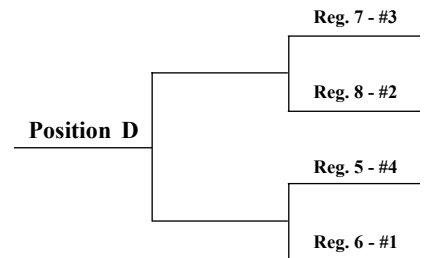 Reg. 7 - #3
Reg. 8 - #2
Position D
Reg. 5 - #4
Reg. 6 - #1